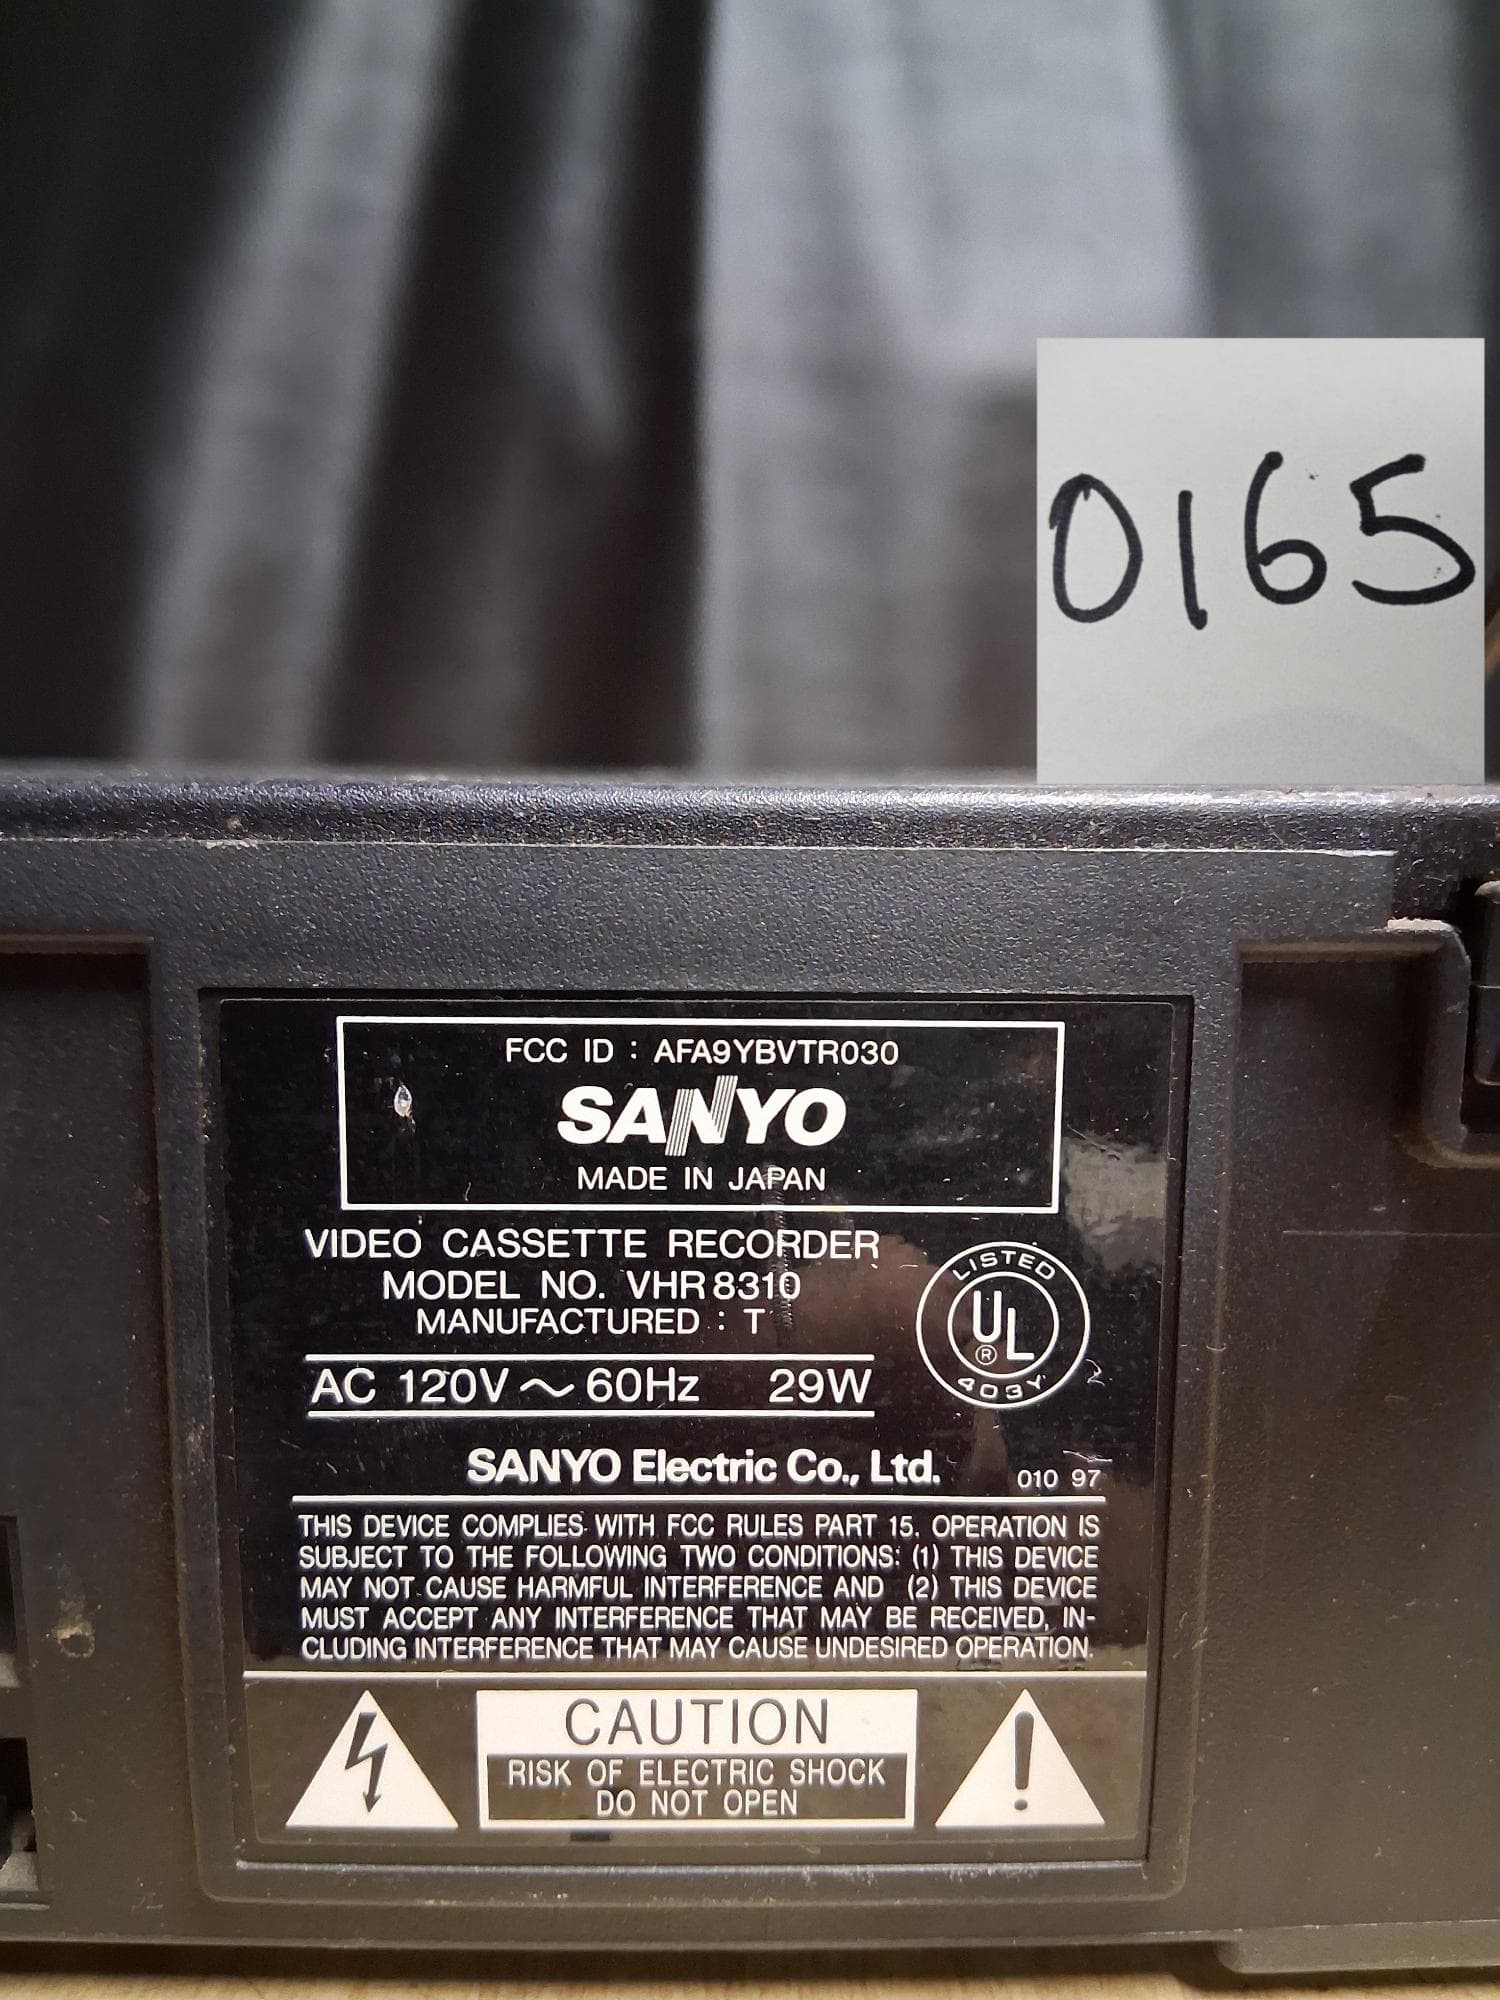 0165
FCC ID : AFA9YBVTR030
SANYO
MADE IN JAPAN
VIDEO CASSETTE RECORDER
MODEL NO. VHR8310
MANUFACTURED : T
LISTED
UL
®
403Y
AC 120V ~ 60Hz 29W
SANYO Electric Co., Ltd. 010 97
THIS DEVICE COMPLIES WITH FCC RULES PART 15. OPERATION IS
SUBJECT TO THE FOLLOWING TWO CONDITIONS: (1) THIS DEVICE
MAY NOT CAUSE HARMFUL INTERFERENCE AND (2) THIS DEVICE
MUST ACCEPT ANY INTERFERENCE THAT MAY BE RECEIVED, IN-
CLUDING INTERFERENCE THAT MAY CAUSE UNDESIRED OPERATION.
CAUTION
RISK OF ELECTRIC SHOCK
DO NOT OPEN